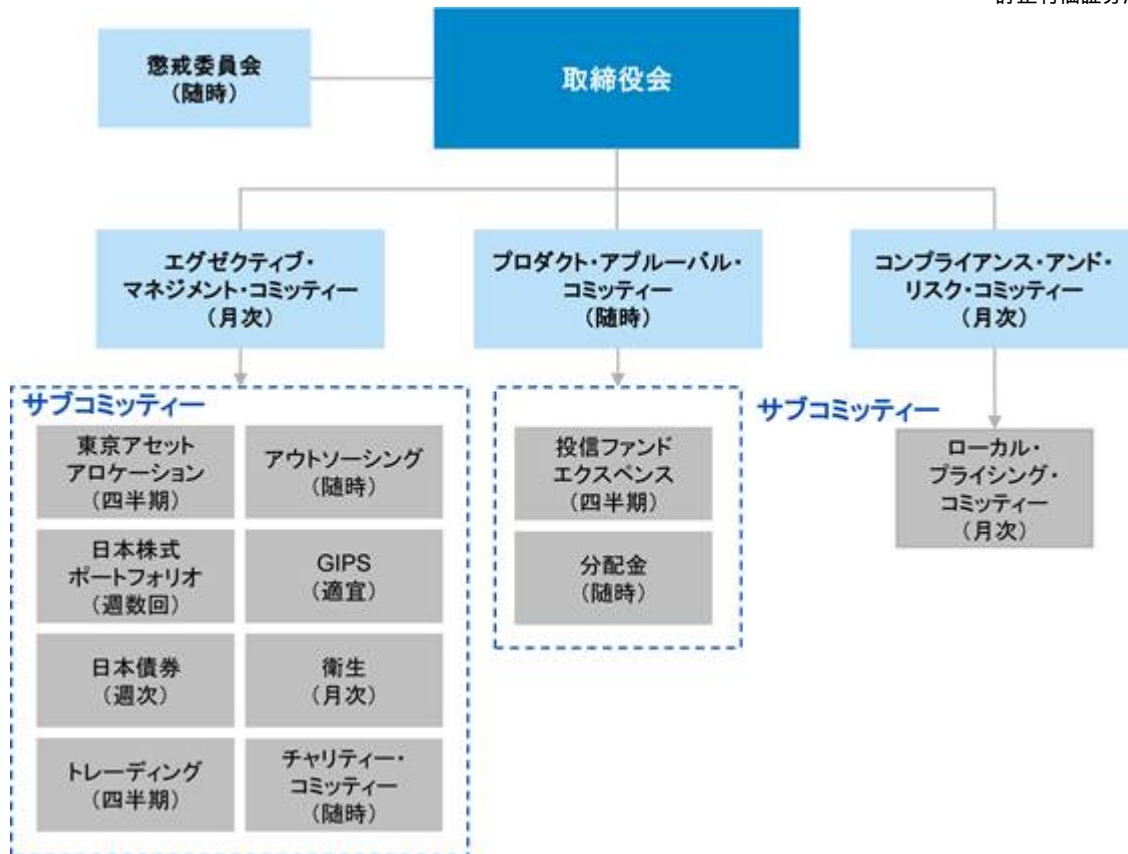 懲戒委員会
(随時)
取締役会
エグゼクティブ・
マネジメント・コミッティー
(月次)
プロダクト・アプルーバル・
コミッティー
(随時)
コンプライアンス・アンド・
リスク・コミッティー
(月次)
サブコミッティー
東京アセット
アロケーション
(四半期)
アウトソーシング
(随時)
日本株式
ポートフォリオ
(週数回)
GIPS
(適宜)
日本債券
(週次)
衛生
(月次)
トレーディング
(四半期)
チャリティー・
コミッティー
(随時)
投信ファンド
エクスペンス
(四半期)
分配金
(随時)
サブコミッティー
ローカル・
プライシング・
コミッティー
(月次)